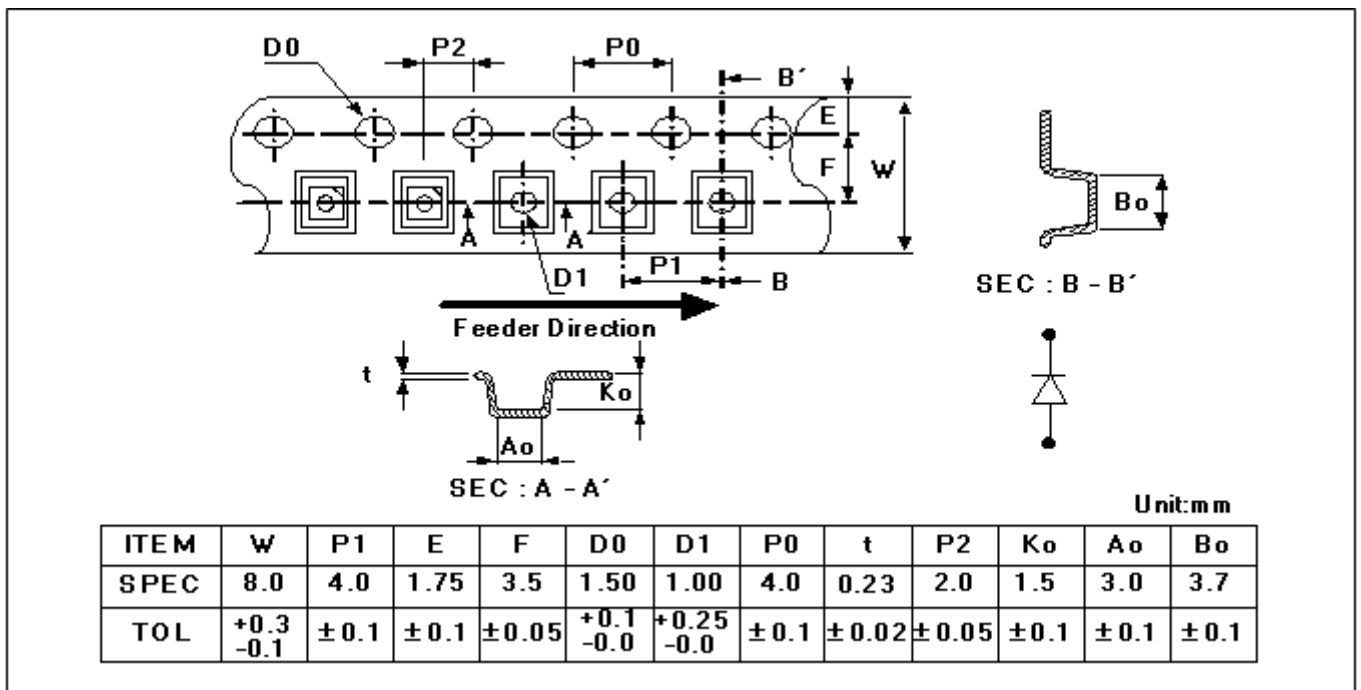 D0
P2
P0
B´
E
F
W
A
A´
D1
P1
B
Feeder Direction
Bo
SEC : B - B´
t
Ko
Ao
SEC : A - A´
Unit:mm
ITEM W P1 E F D0 D1 P0 t P2 Ko Ao Bo
SPEC 8.0 4.0 1.75 3.5 1.50 1.00 4.0 0.23 2.0 1.5 3.0 3.7
TOL +0.3 -0.1 ±0.1 ±0.1 ±0.05 +0.1 -0.0 +0.25 -0.0 ±0.1 ±0.02 ±0.05 ±0.1 ±0.1 ±0.1